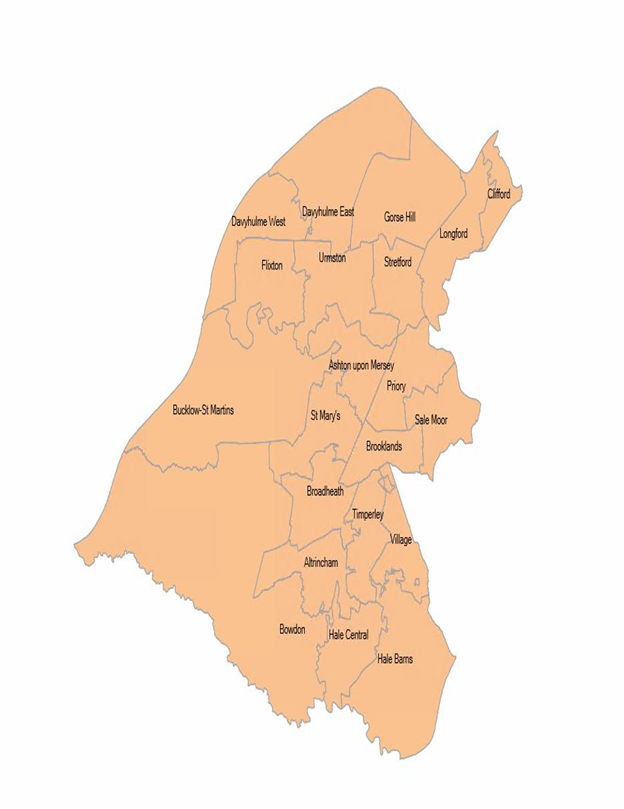 Clifford
Davyhulme East
Gorse Hill
Davyhulme West
Longford
Urmston
Stretford
Flixton
Ashton upon Mersey
Priory
Bucklow-St Martins
St Mary's
Sale Moor
Brooklands
Broadheath
Timperley
Village
Altrincham
Bowdon
Hale Central
Hale Barns